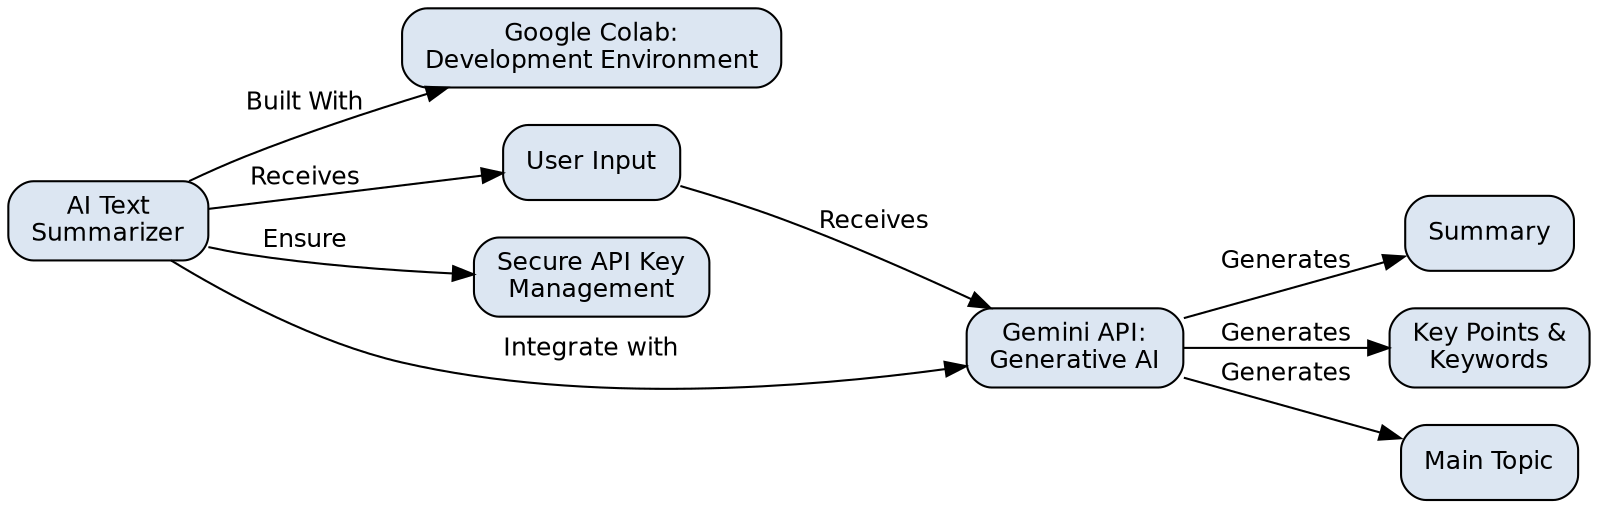 Google Colab:
Development Environment
Built With
User Input
Receives
AI Text
Summarizer
Ensure
Secure API Key
Management
Integrate with
Receives
Gemini API:
Generative AI
Generates
Summary
Generates
Key Points &
Keywords
Generates
Main Topic